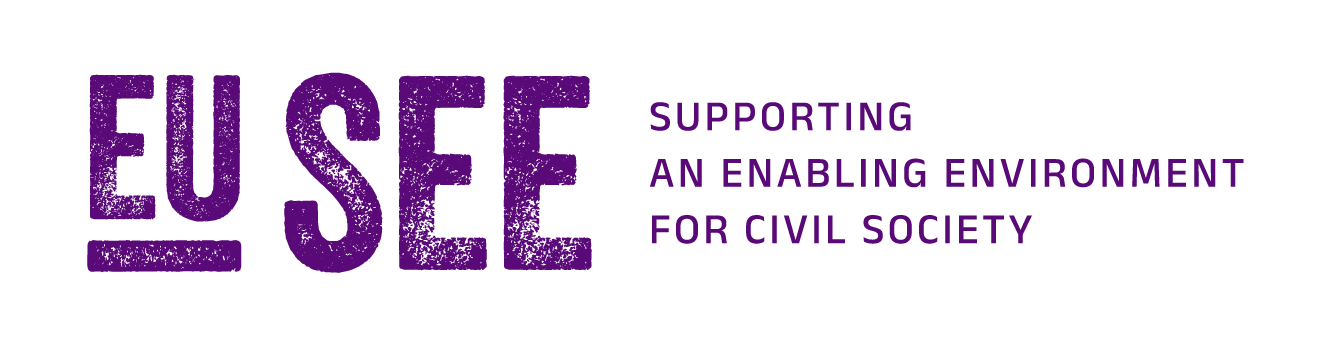 EU SEE
SUPPORTING
AN ENABLING ENVIRONMENT
FOR CIVIL SOCIETY